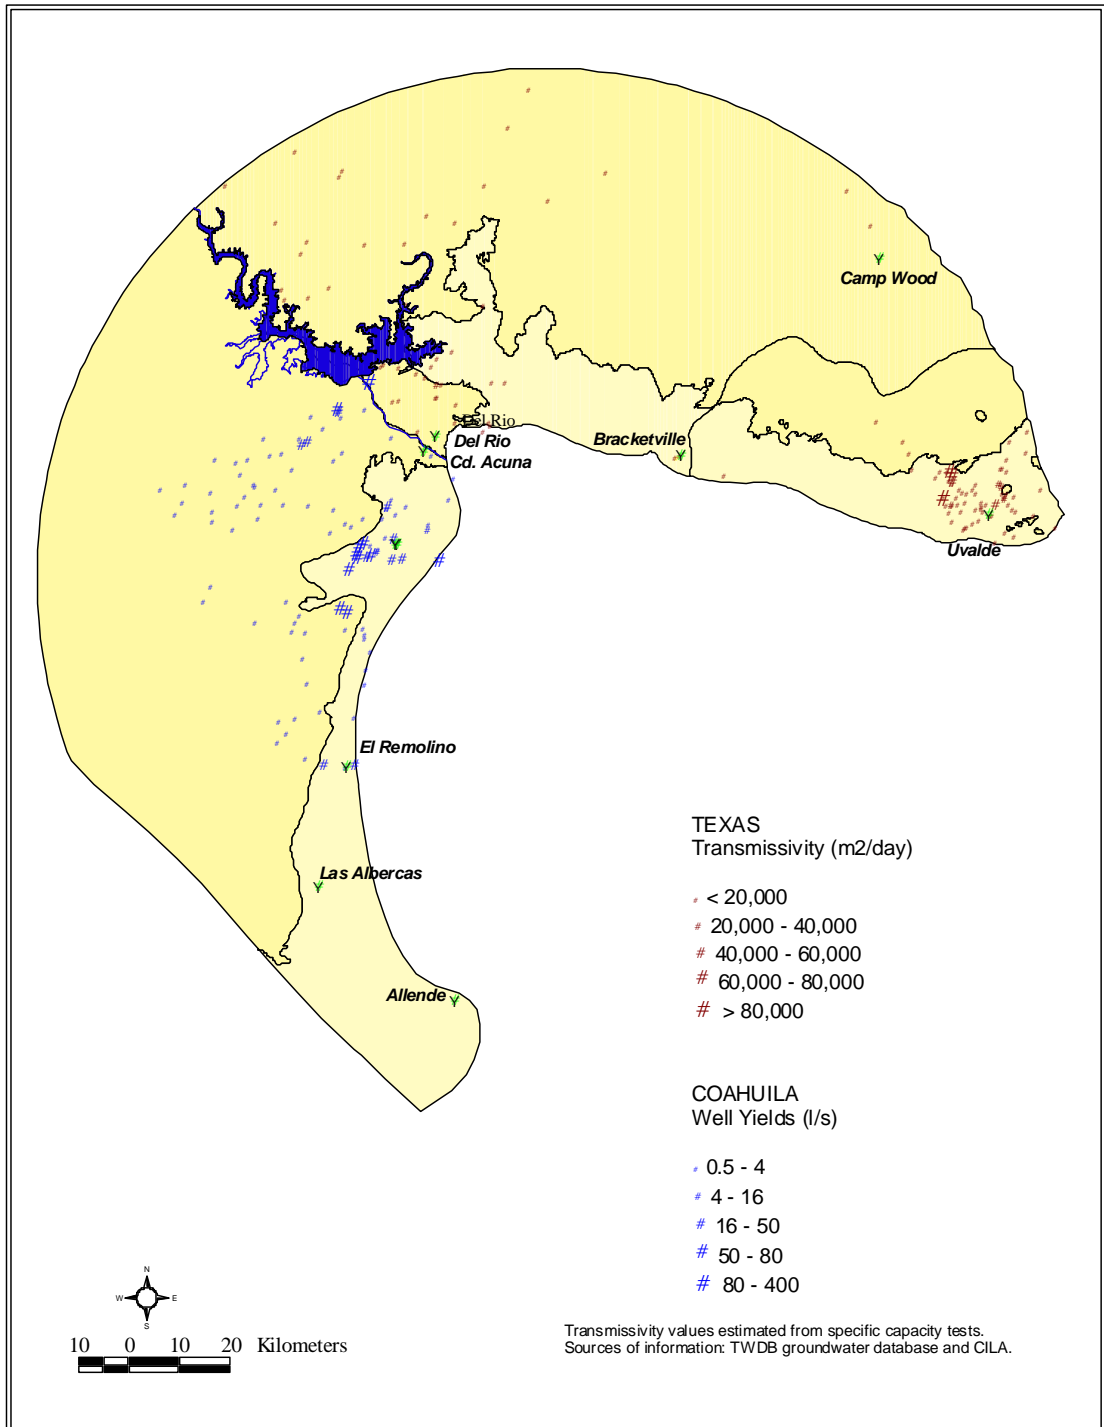 Camp Wood
Del Rio
Del Rio
Cd. Acuna
Bracketville
Uvalde
El Remolino
Las Albercas
Allende
TEXAS
Transmissivity (m2/day)
# < 20,000
# 20,000 - 40,000
# 40,000 - 60,000
# 60,000 - 80,000
# > 80,000
COAHUILA
Well Yields (l/s)
# 0.5 - 4
# 4 - 16
# 16 - 50
# 50 - 80
# 80 - 400
N
W E
S
10 0 10 20 Kilometers
Transmissivity values estimated from specific capacity tests.
Sources of information: TWDB groundwater database and CILA.